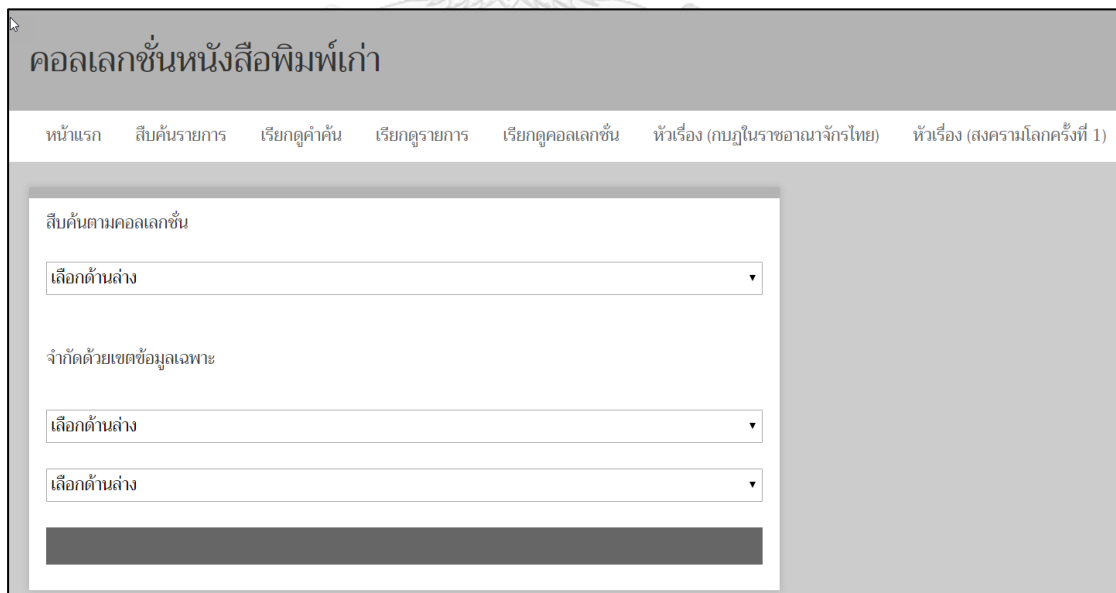 คอลเลกชั่นหนังสือพิมพ์เก่า
หน้าแรก สืบค้นรายการ เรียกดูคำค้น เรียกดูรายการ เรียกดูคอลเลกชั่น หัวเรื่อง (กบฏในราชอาณาจักรไทย) หัวเรื่อง (สงครามโลกครั้งที่ 1)
สืบค้นตามคอลเลกชั่น
เลือกด้านล่าง
จำกัดด้วยเขตข้อมูลเฉพาะ
เลือกด้านล่าง
เลือกด้านล่าง